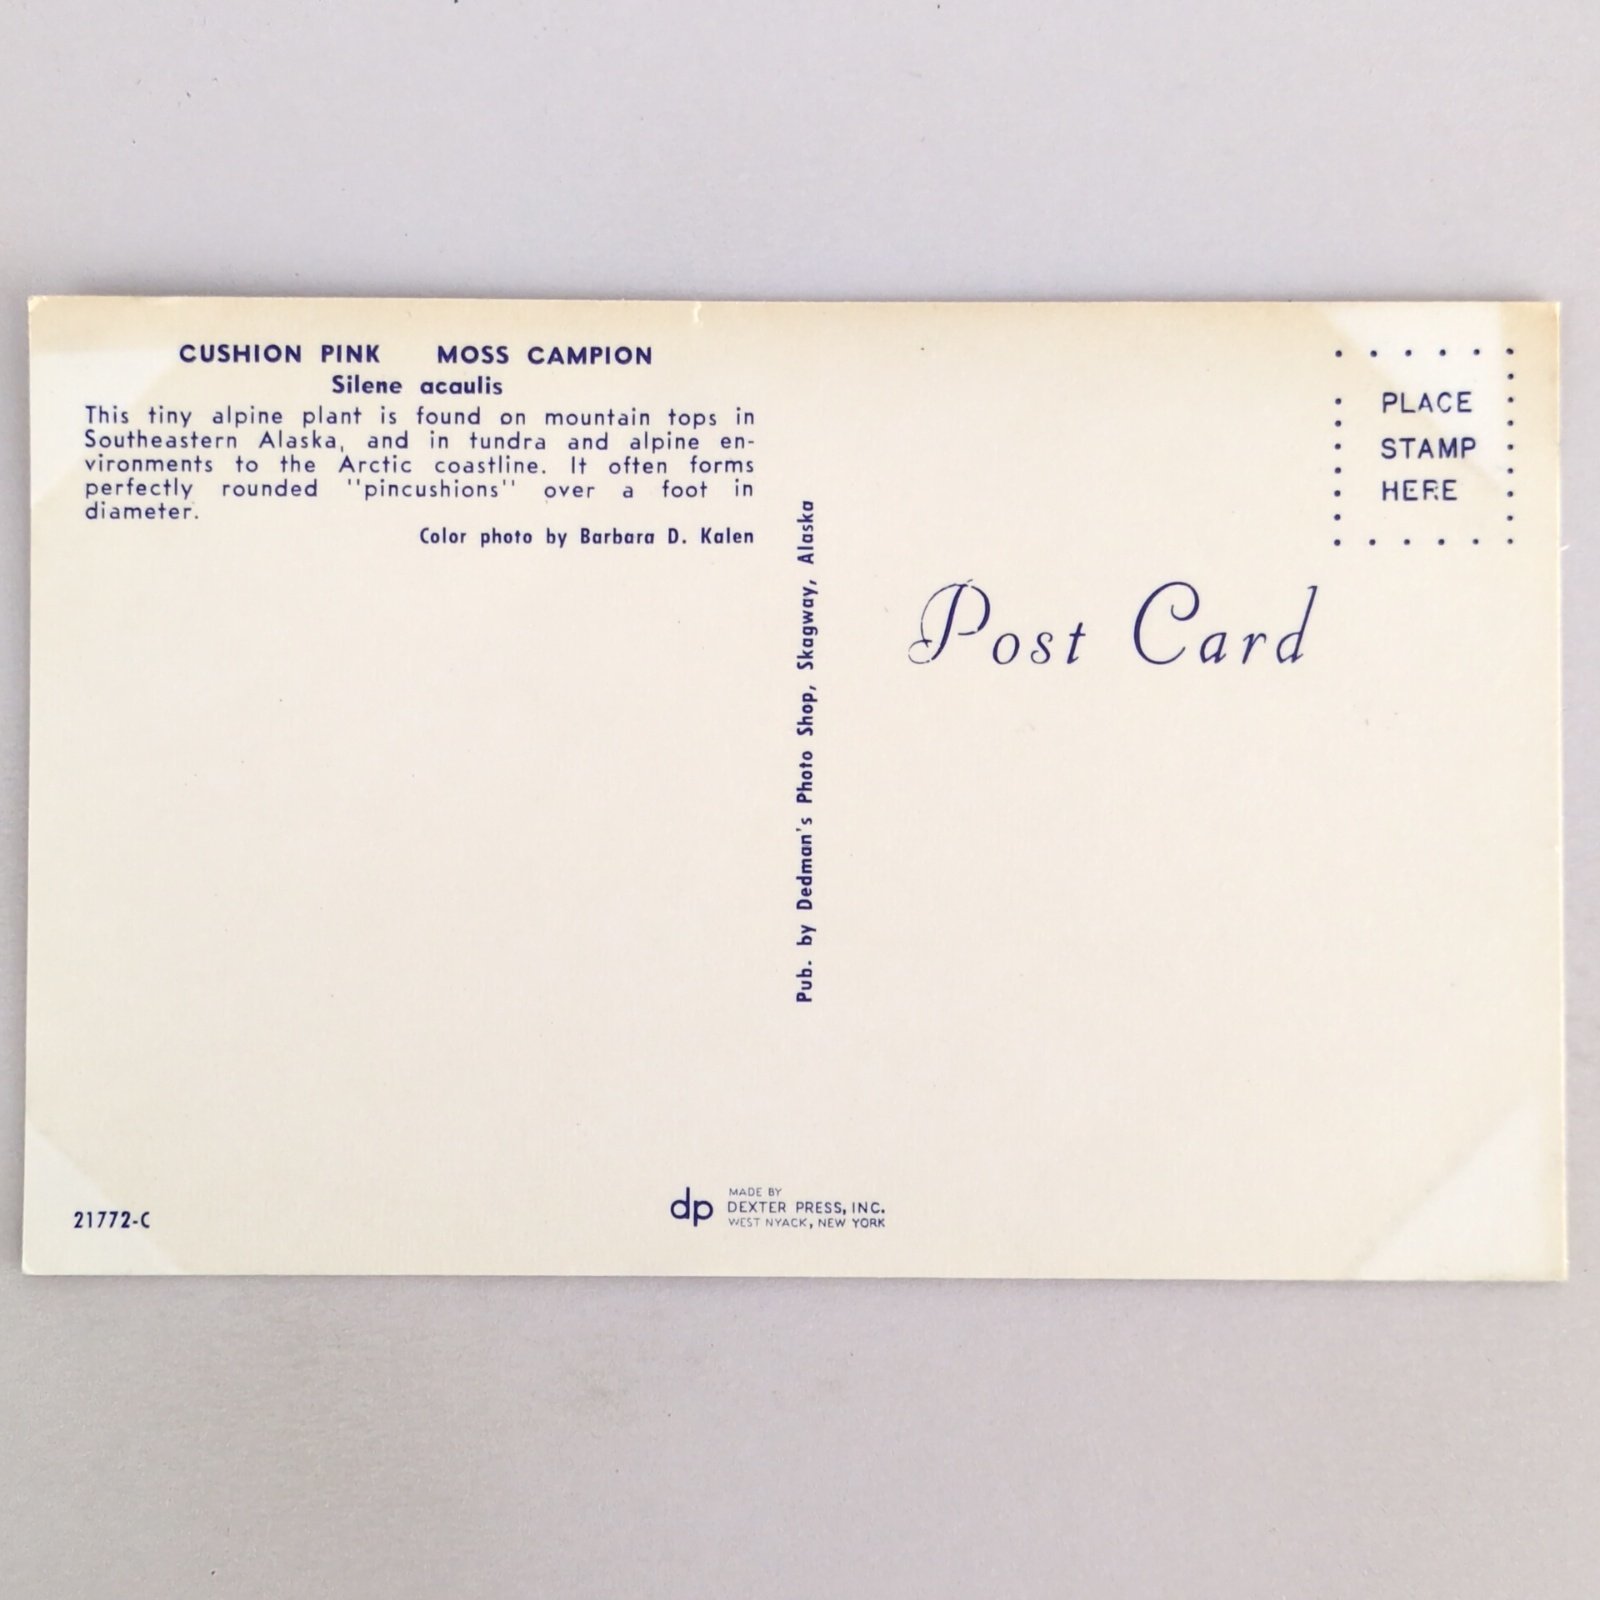 CUSHION PINK MOSS CAMPION
Silene acaulis
This tiny alpine plant is found on mountain tops in
Southeastern Alaska, and in tundra and alpine en-
vironments to the Arctic coastline. It often forms
perfectly rounded "pincushions" over a foot in
diameter.
Color photo by Barbara D. Kalen
Pub. by Dedman's Photo Shop, Skagway, Alaska
PLACE
STAMP
HERE
Post Card
21772-C
dp
MADE BY
DEXTER PRESS, INC.
WEST NYACK, NEW YORK